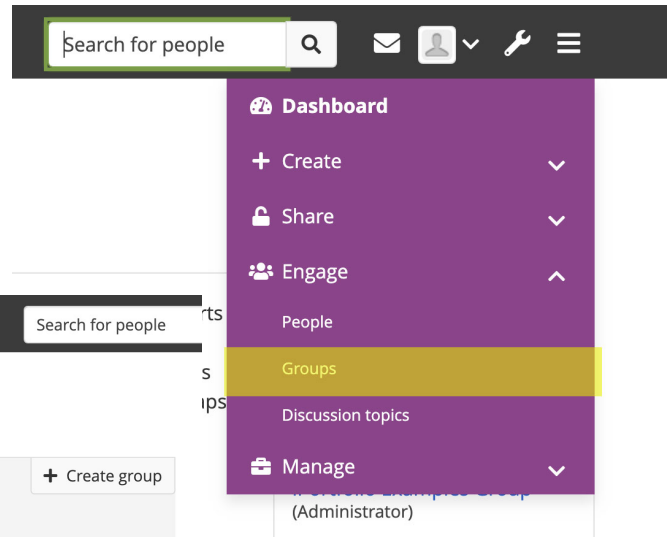 Search for people
Dashboard
Create
Share
Engage
People
Groups
Discussion topics
Manage
(Administrator)
Search for people
rts
s
Create group